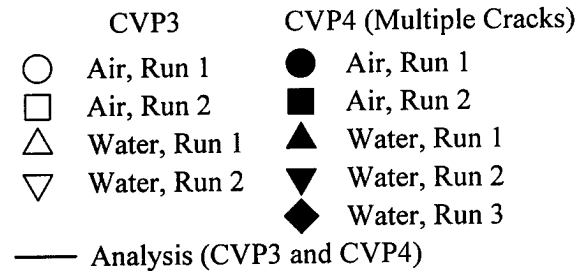 CVP3 CVP4 (Multiple Cracks)
Air, Run 1 Air, Run 1
Air, Run 2 Air, Run 2
Water, Run 1 Water, Run 1
Water, Run 2 Water, Run 2
Water, Run 3
Analysis (CVP3 and CVP4)